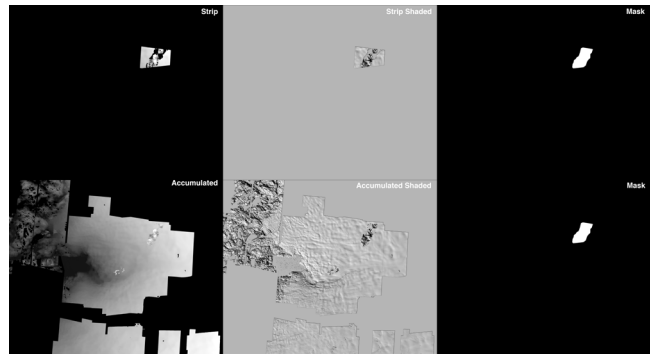 Strip
Strip Shaded
Mask
Accumulated
Accumulated Shaded
Mask